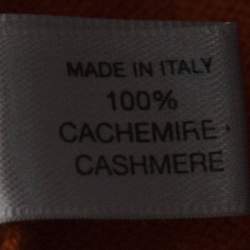 MADE IN ITALY
100%
CACHEMIRE -
CASHMERE